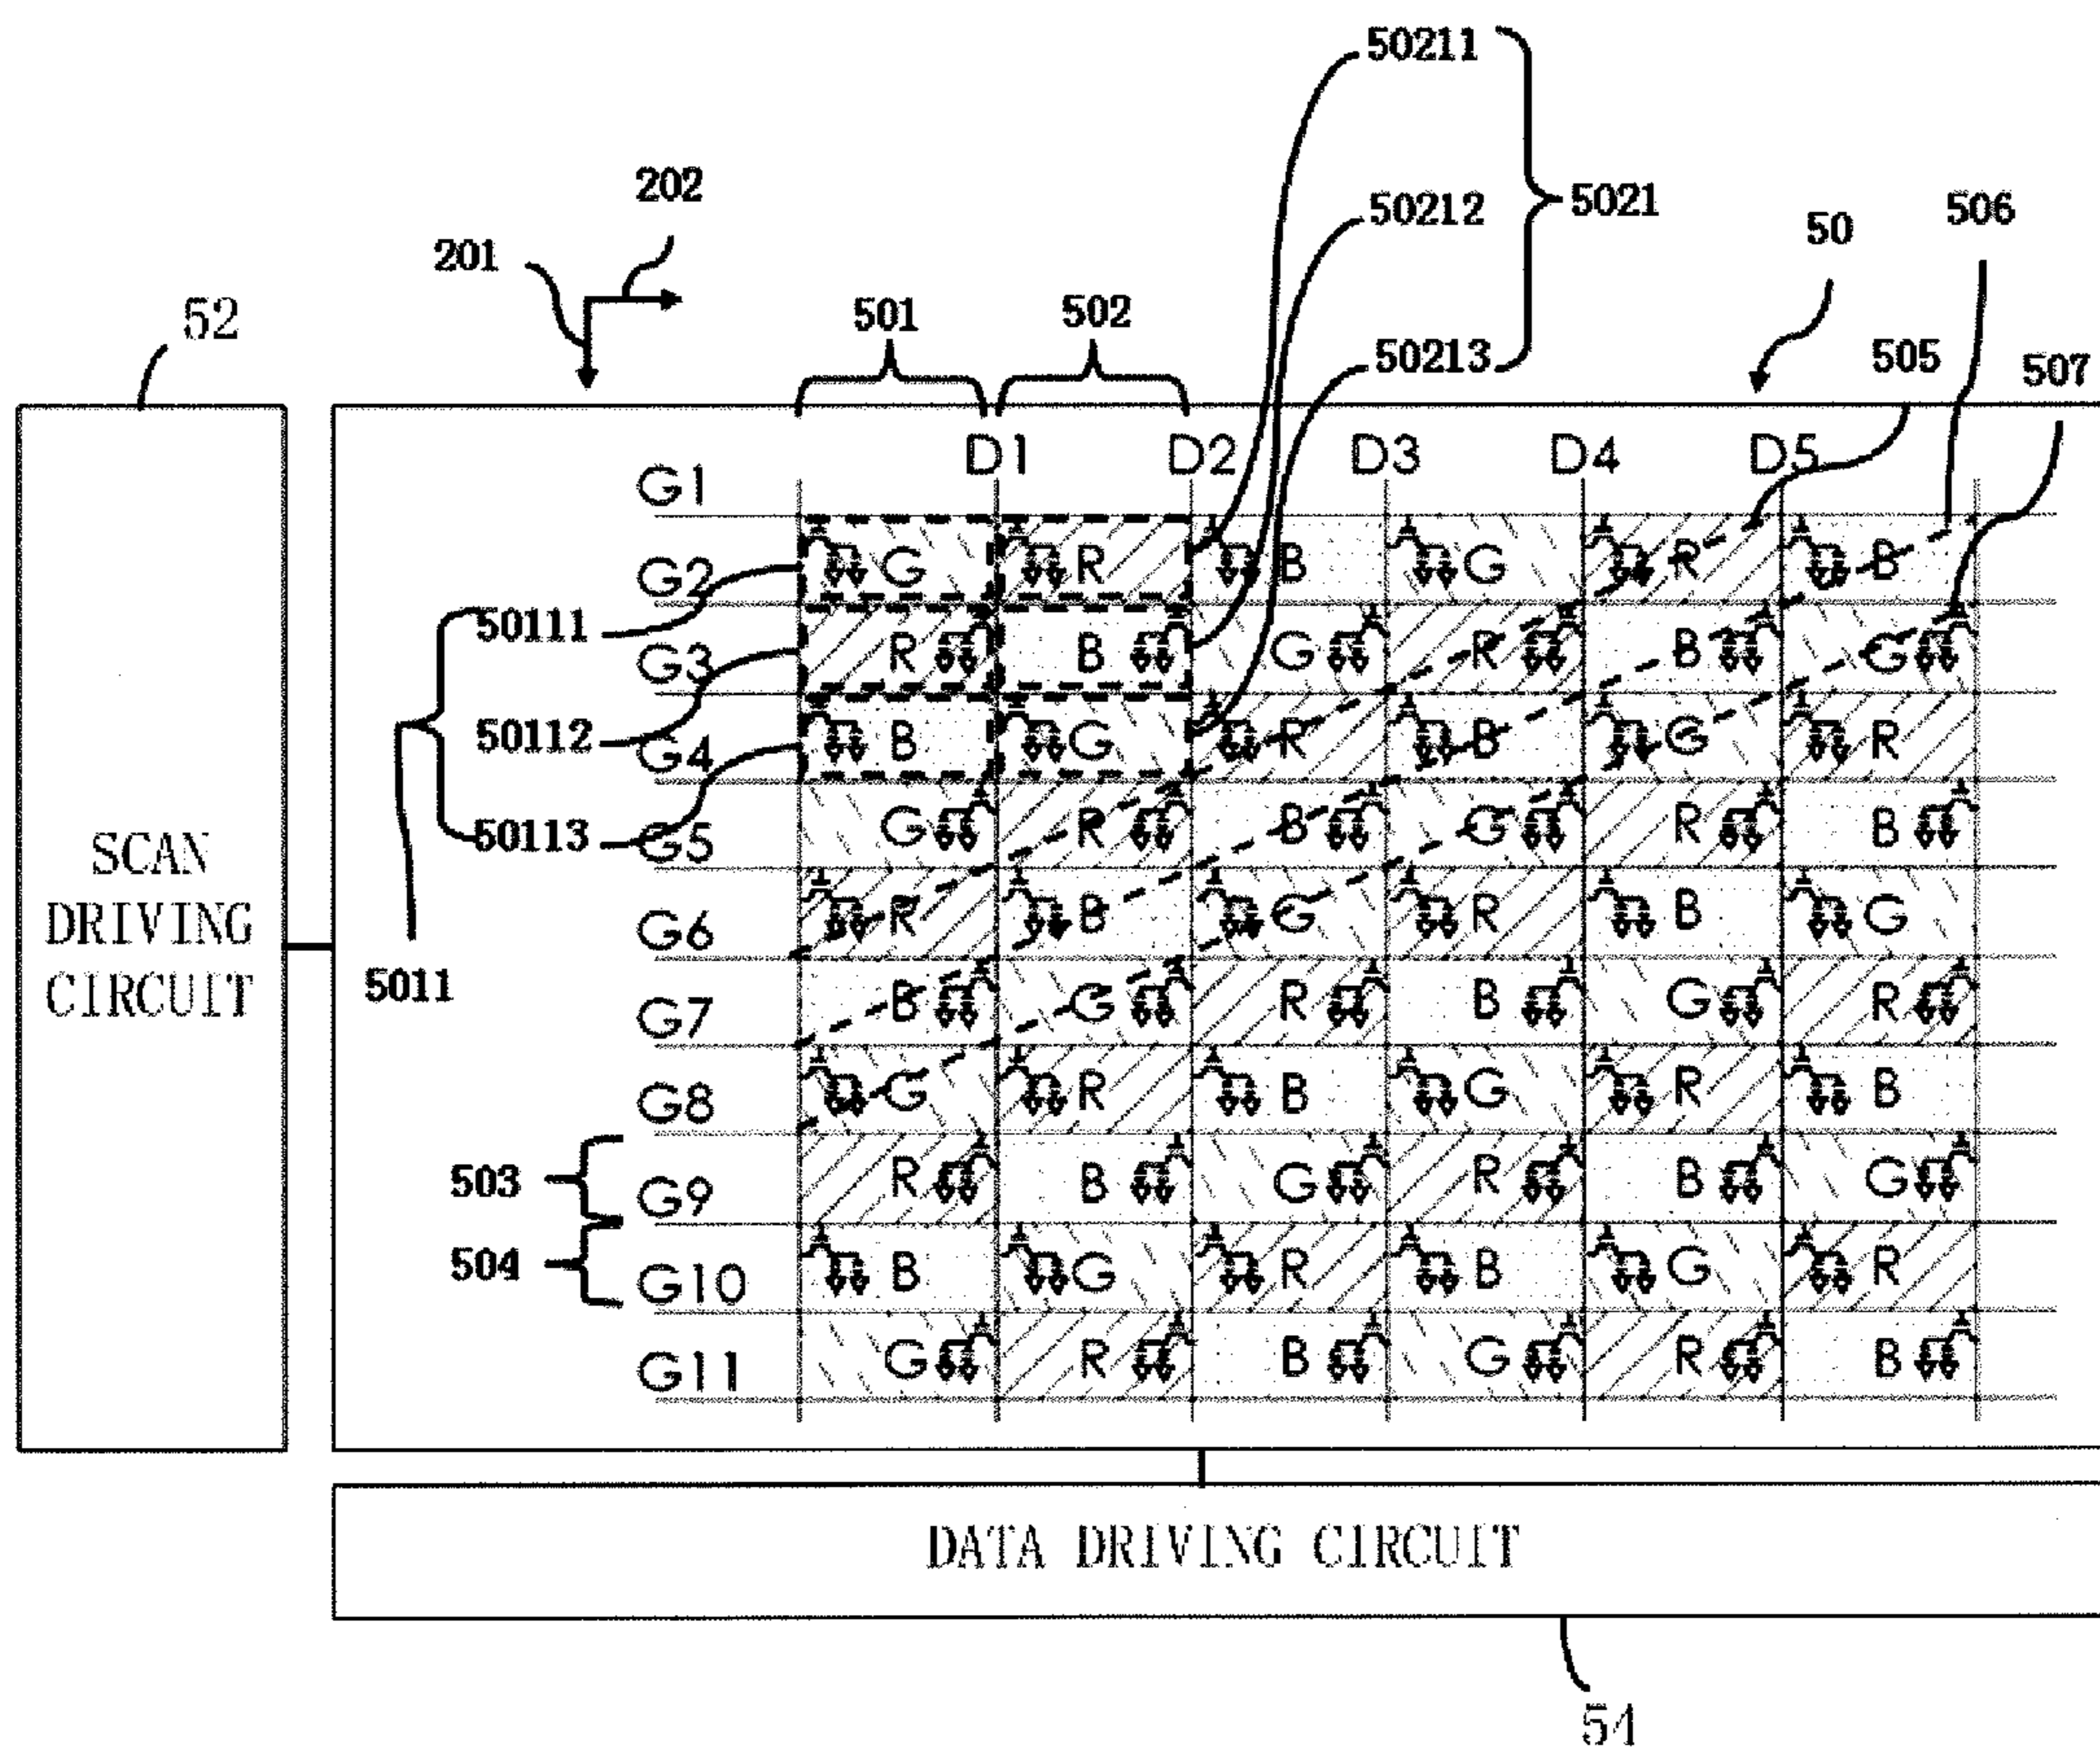 50211
202
50212
5021
506
201
50
52
501
502
50213
505
507
D1 D2 D3 D4 D5
G1
G R B G R B
G2
50111
R B G R B G
G3
50112
B G R B G R
G4
50113
G R B G R B
G5
R B G R B G
G6
5011
B G R B G R
G7
G R B G R B
G8
503
R B G R B G
G9
504
B G R B G R
G10
G R B G R B
G11
SCAN
DRIVING
CIRCUIT
DATA DRIVING CIRCUIT
54